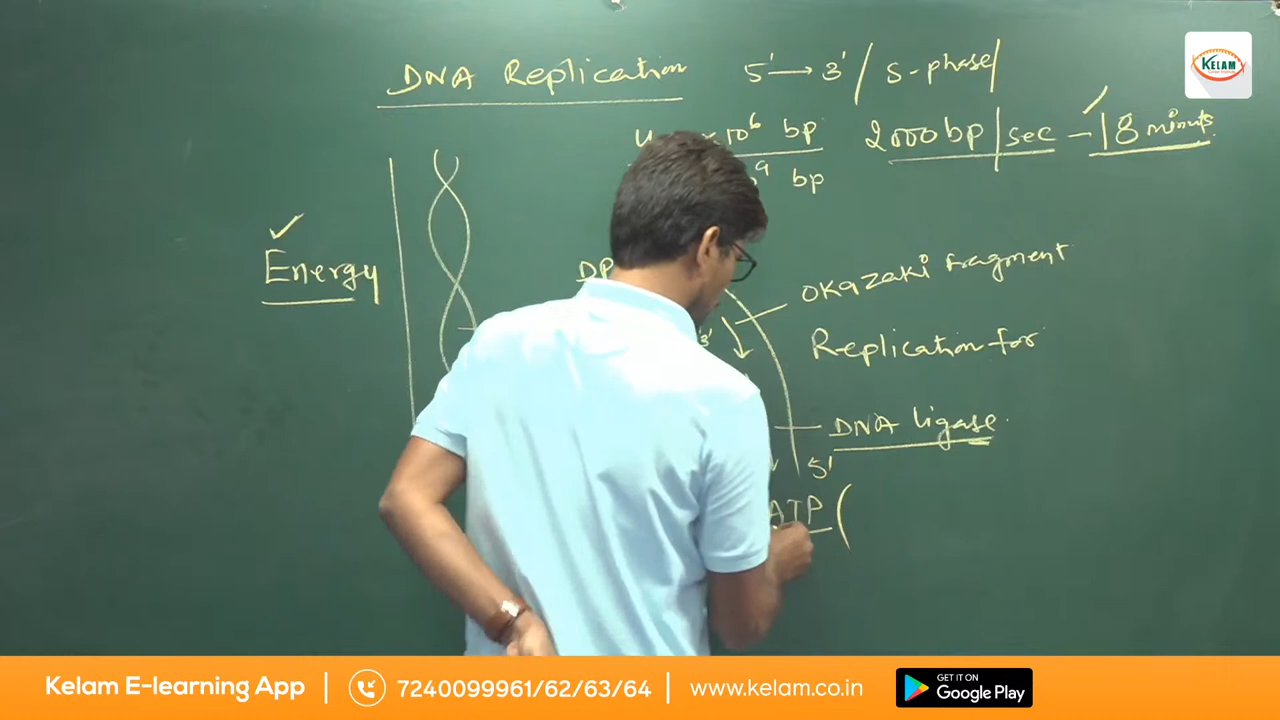 DNA Replication 5' → 3' / S-phase/
10⁶ bp 2000 bp/sec – 18 minuts.
bp
Energy
DP
Okazaki fragment
3'
Replication for
DNA ligase.
5'
ATP (
KELAM
Kelam E-learning App 7240099961/62/63/64 www.kelam.co.in GET IT ON Google Play